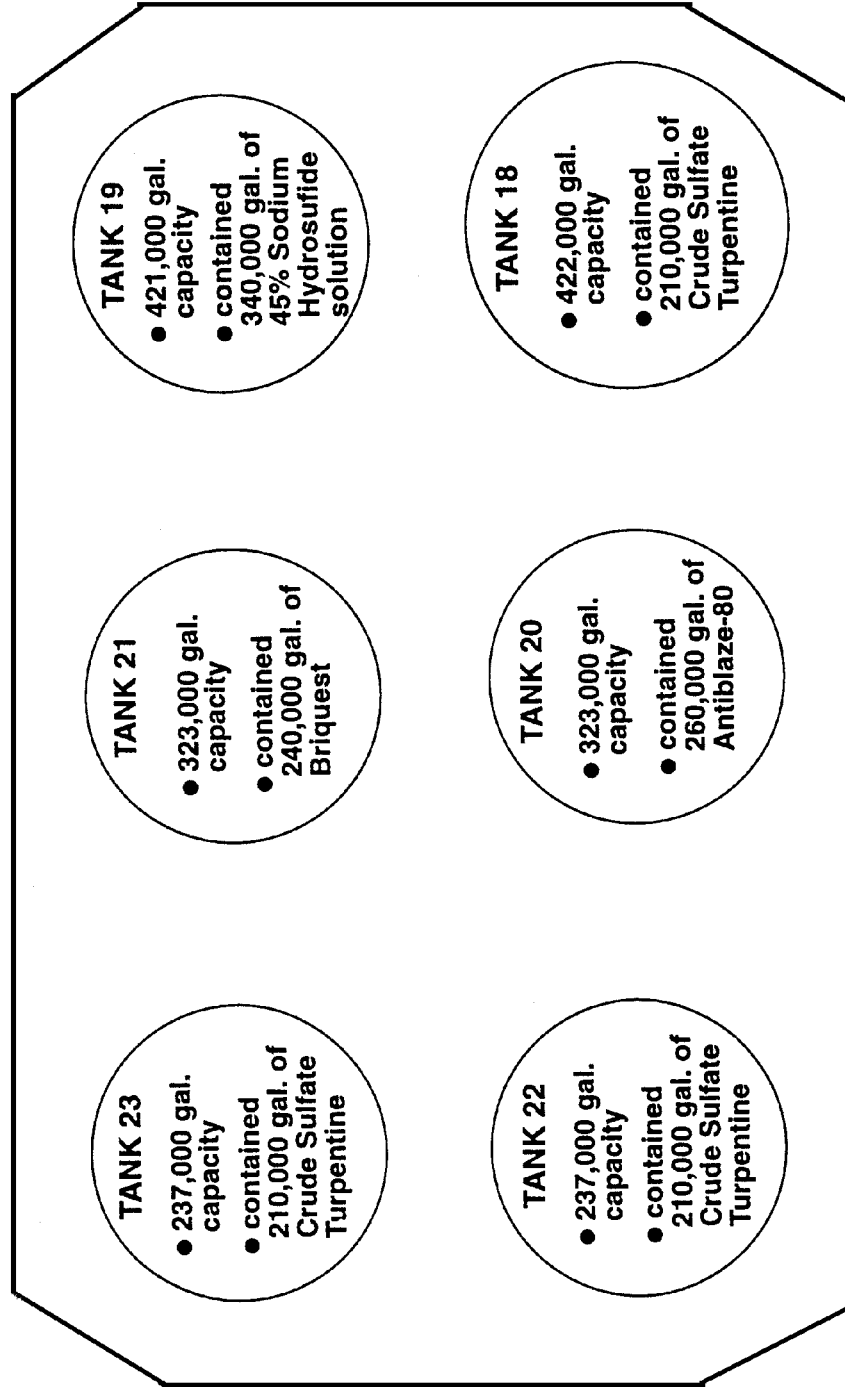 TANK 23
● 237,000 gal.
capacity
● contained
210,000 gal. of
Crude Sulfate
Turpentine
TANK 21
● 323,000 gal.
capacity
● contained
240,000 gal. of
Briquest
TANK 19
● 421,000 gal.
capacity
● contained
340,000 gal. of
45% Sodium
Hydrosufide
solution
TANK 22
● 237,000 gal.
capacity
● contained
210,000 gal. of
Crude Sulfate
Turpentine
TANK 20
● 323,000 gal.
capacity
● contained
260,000 gal. of
Antiblaze-80
TANK 18
● 422,000 gal.
capacity
● contained
210,000 gal. of
Crude Sulfate
Turpentine